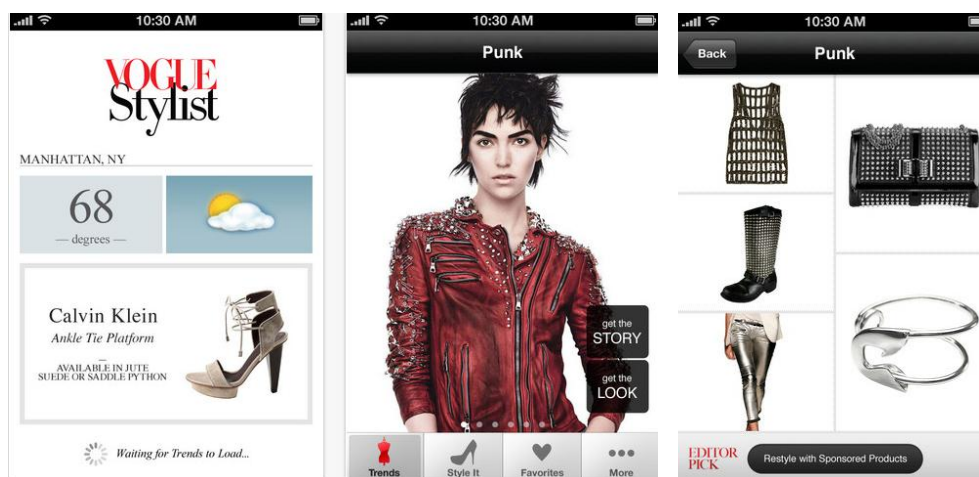 10:30 AM
VOGUE
Stylist
MANHATTAN, NY
68
— degrees —
Calvin Klein
Ankle Tie Platform
AVAILABLE IN JUTE
SUEDE OR SADDLE PYTHON
Waiting for Trends to Load...
10:30 AM
Punk
get the
STORY
get the
LOOK
Trends
Style It
Favorites
More
10:30 AM
Back
Punk
EDITOR
PICK
Restyle with Sponsored Products